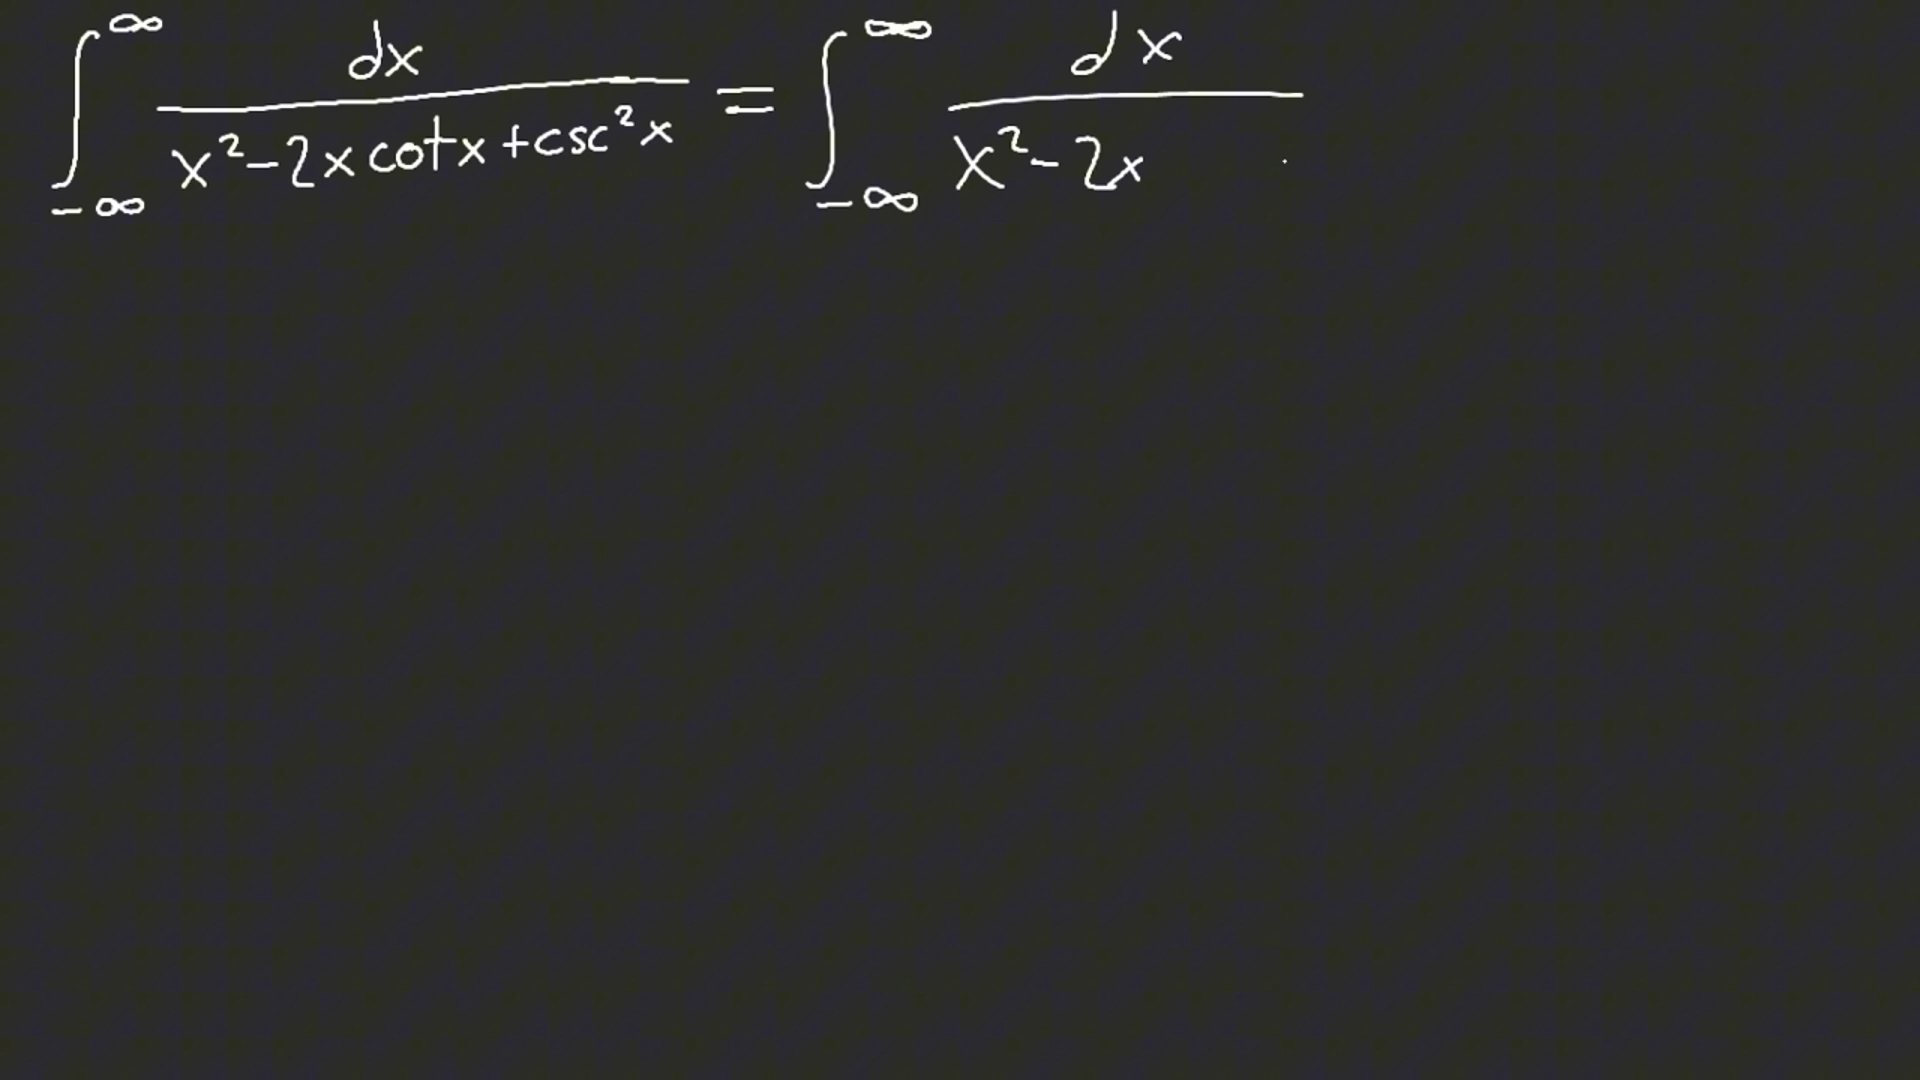 ∫_{-∞}^{∞} dx / (x² - 2x cot x + csc² x) = ∫_{-∞}^{∞} dx / (x² - 2x